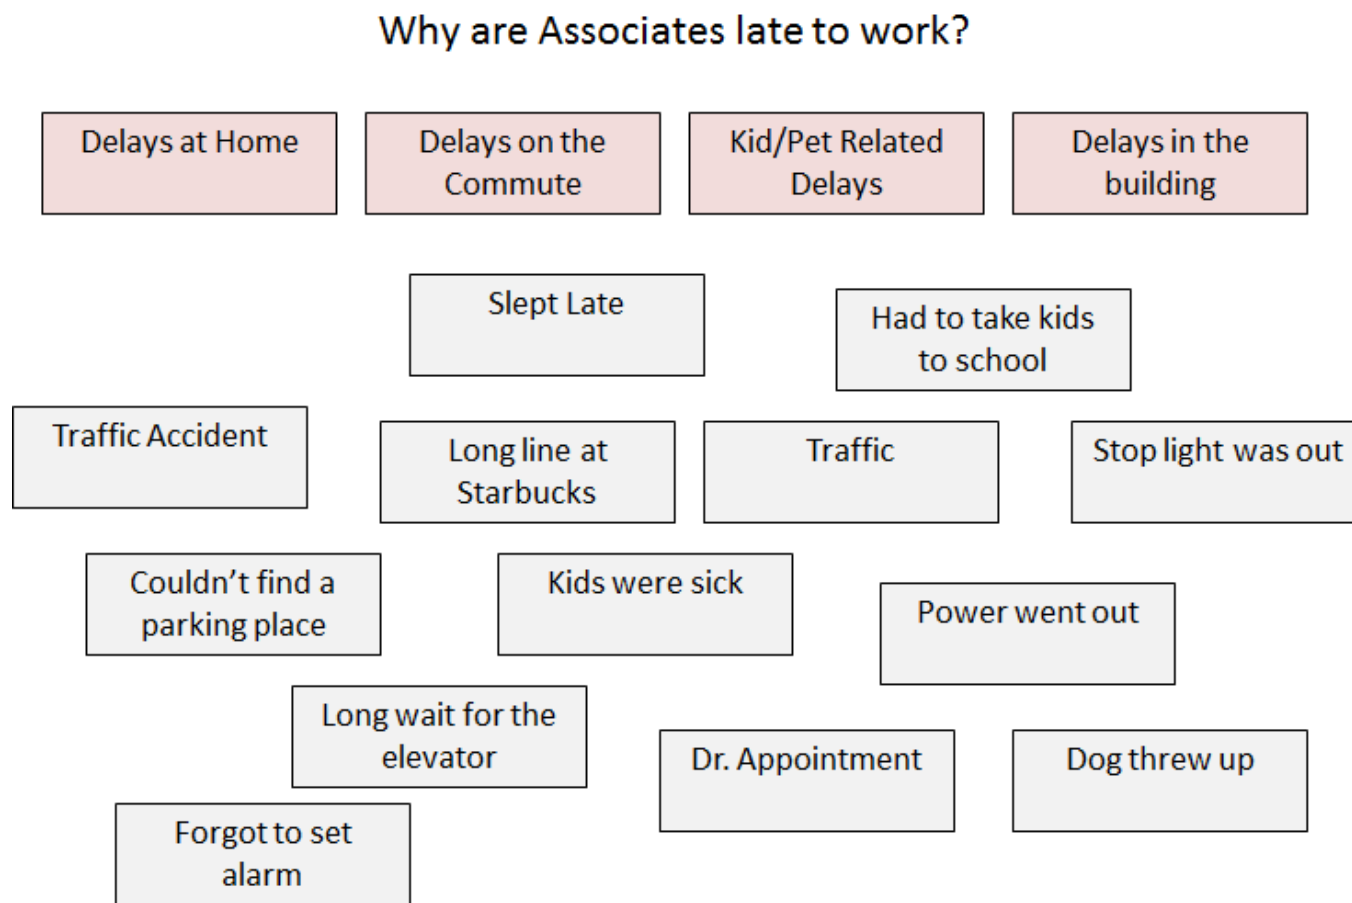 Why are Associates late to work?
Delays at Home
Delays on the
Commute
Kid/Pet Related
Delays
Delays in the
building
Slept Late
Had to take kids
to school
Traffic Accident
Long line at
Starbucks
Traffic
Stop light was out
Couldn’t find a
parking place
Kids were sick
Power went out
Long wait for the
elevator
Dr. Appointment
Dog threw up
Forgot to set
alarm